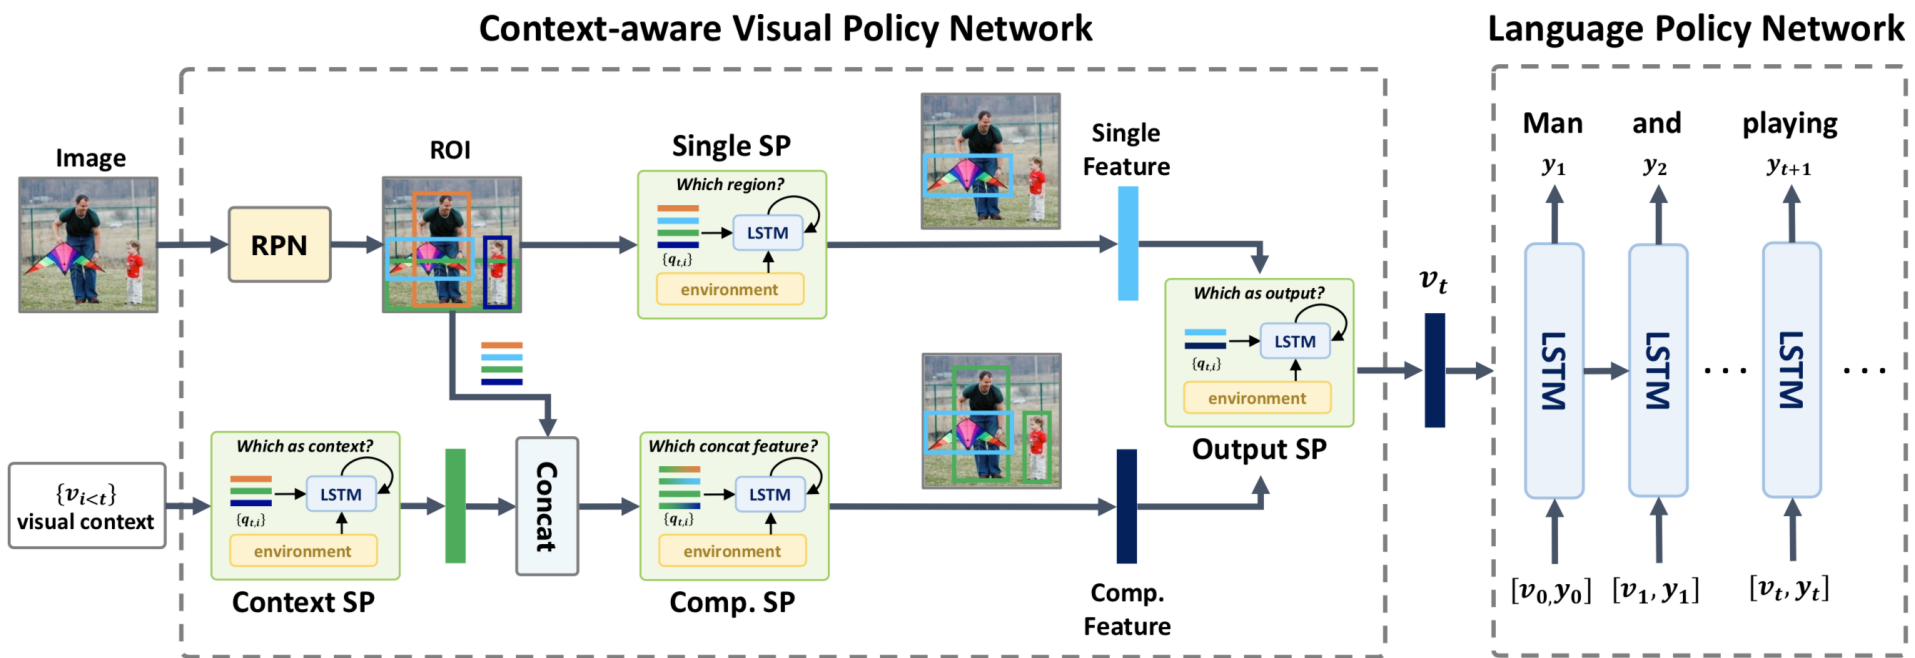 Context-aware Visual Policy Network
Language Policy Network
Image
RPN
ROI
Single SP
Which region?
LSTM
{q_{t,i}}
environment
Single
Feature
{v_{i<t}}
visual context
Which as context?
LSTM
{q_{t,i}}
environment
Context SP
Concat
Which concat feature?
LSTM
{q_{t,i}}
environment
Comp. SP
Comp.
Feature
Which as output?
LSTM
{q_{t,i}}
environment
Output SP
v_t
Man and playing
y_1 y_2 y_{t+1}
LSTM LSTM ... LSTM ...
[v_0,y_0] [v_1, y_1] [v_t, y_t]